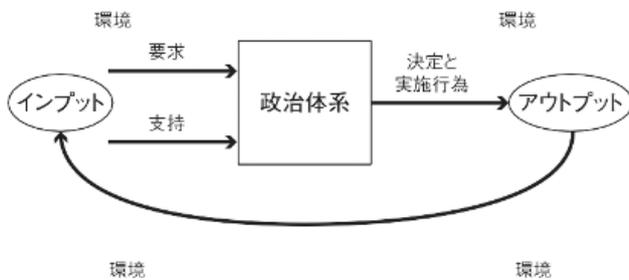 環境
環境
要求
インプット
支持
政治体系
決定と
実施行為
アウトプット
環境
環境